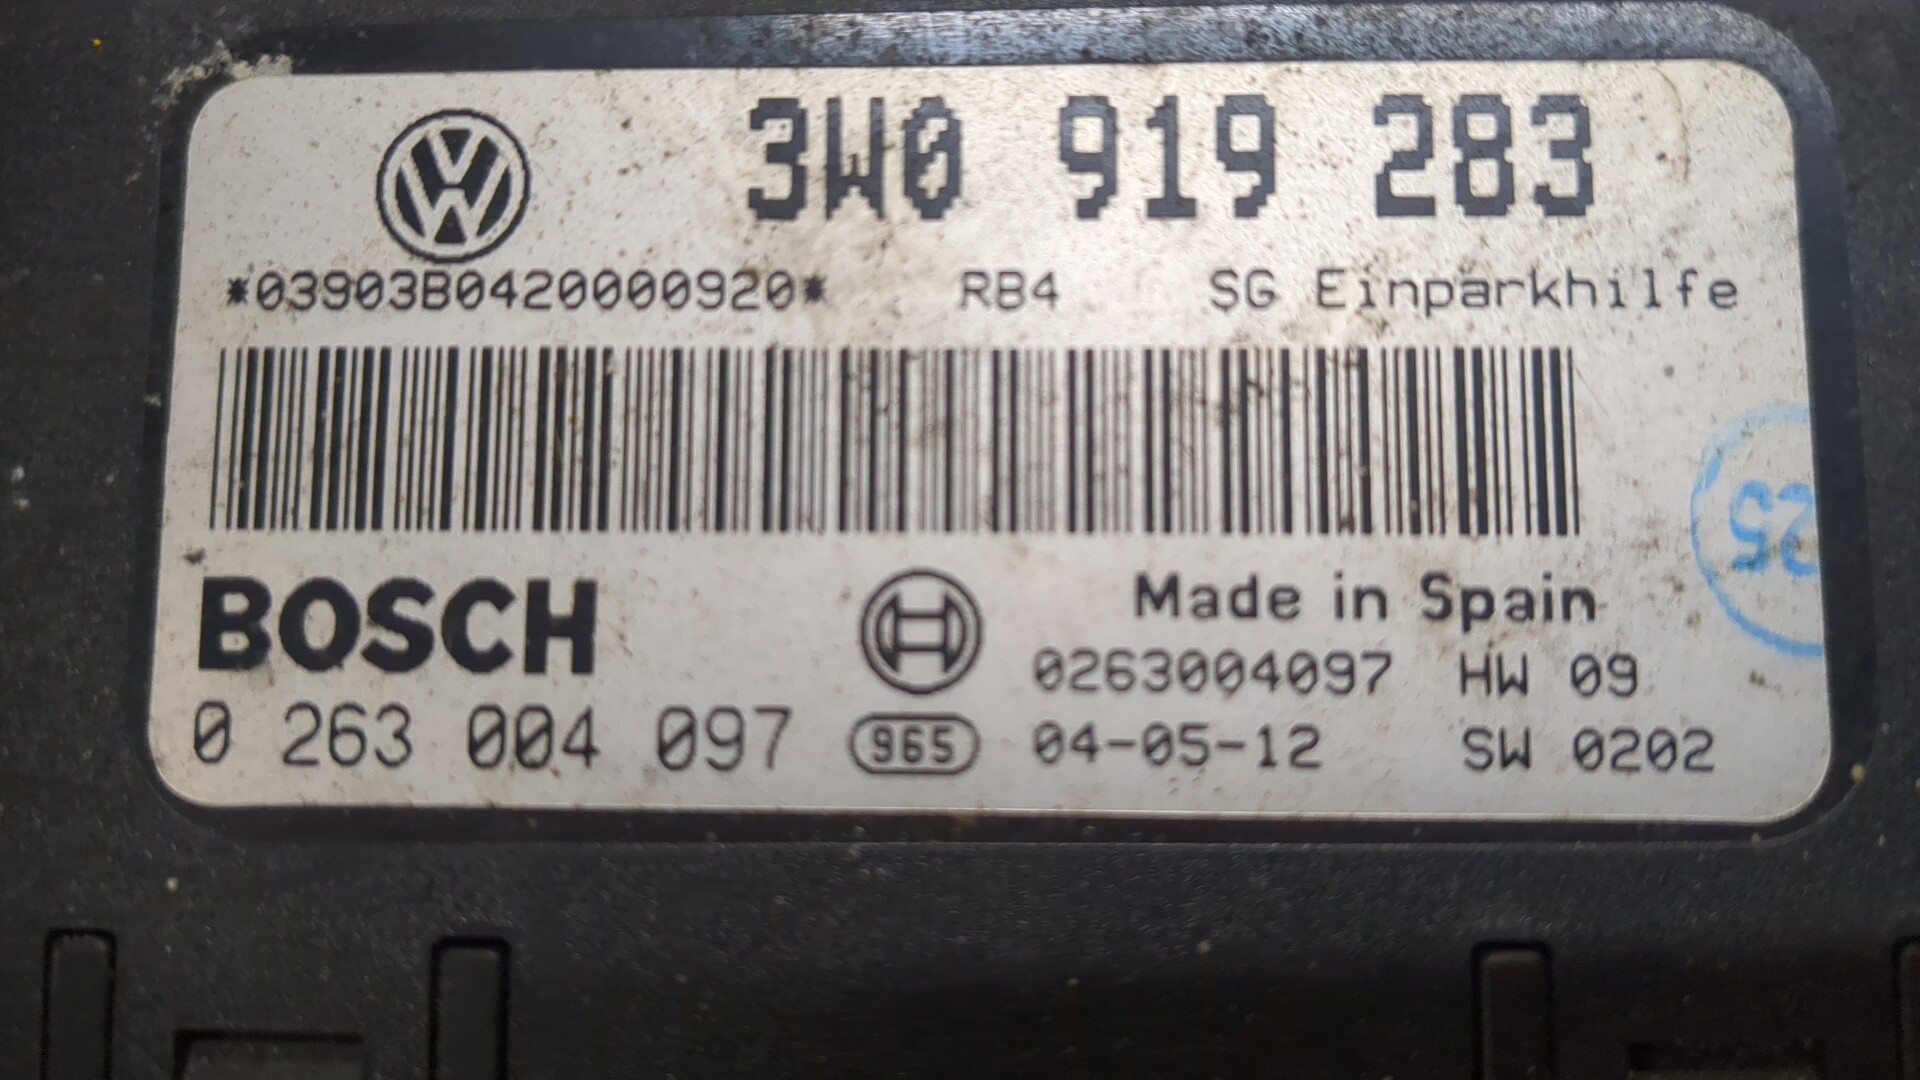 3W0 919 283
*03903B0420000920* RB4 SG Einparkhilfe
25
BOSCH
Made in Spain
0263004097 HW 09
0 263 004 097 965 04-05-12 SW 0202